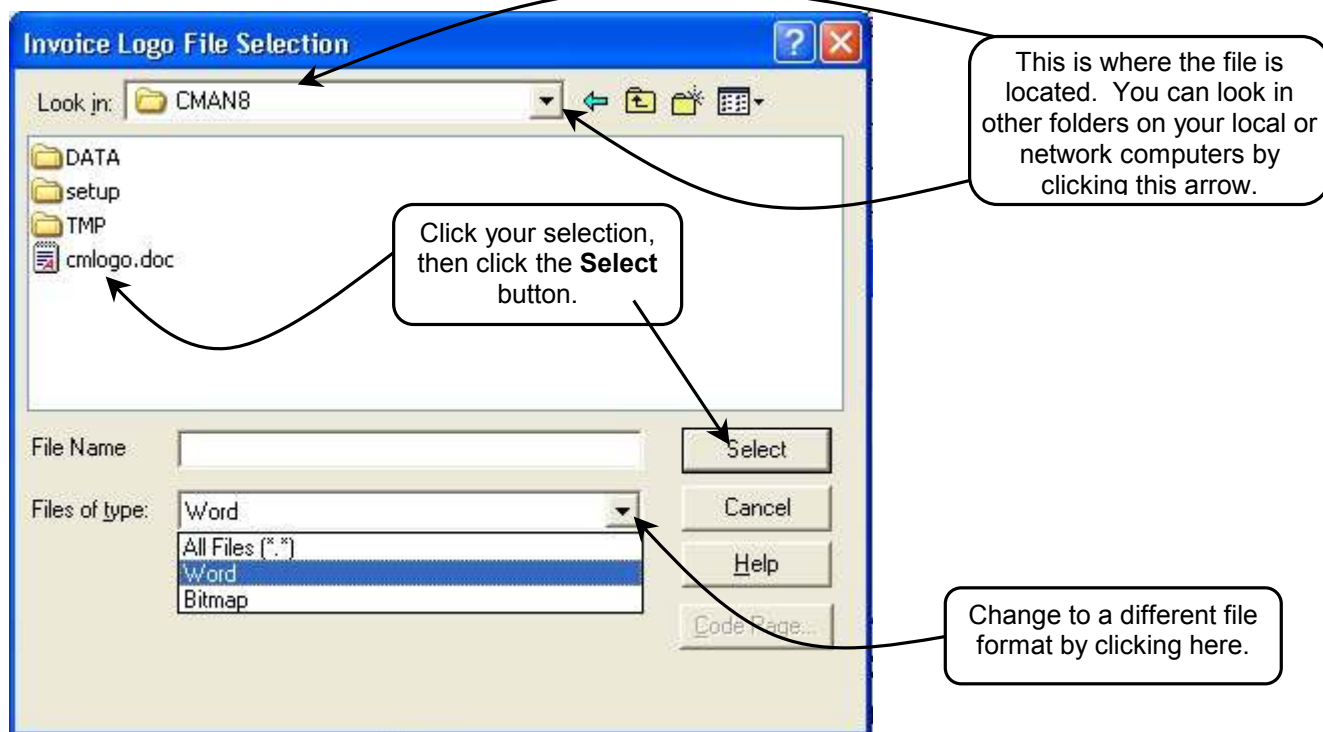 Invoice Logo File Selection
Look in: CMAN8
DATA
setup
TMP
cmlogo.doc
This is where the file is
located. You can look in
other folders on your local or
network computers by
clicking this arrow.
Click your selection,
then click the Select
button.
File Name
Select
Files of type: Word
Cancel
All Files (*.*)
Word
Bitmap
Help
Code Page...
Change to a different file
format by clicking here.